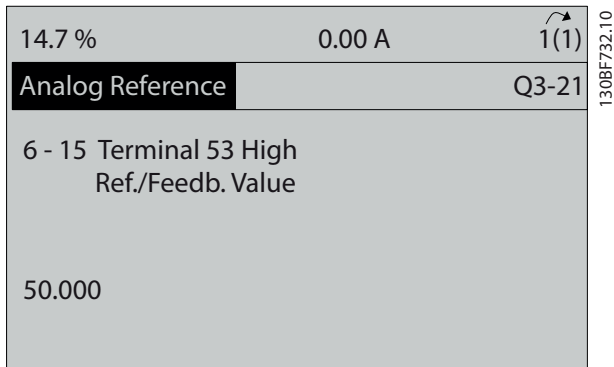 14.7 % 0.00 A 1(1)
Analog Reference Q3-21
6 - 15 Terminal 53 High
Ref./Feedb. Value
50.000
130BF732.10